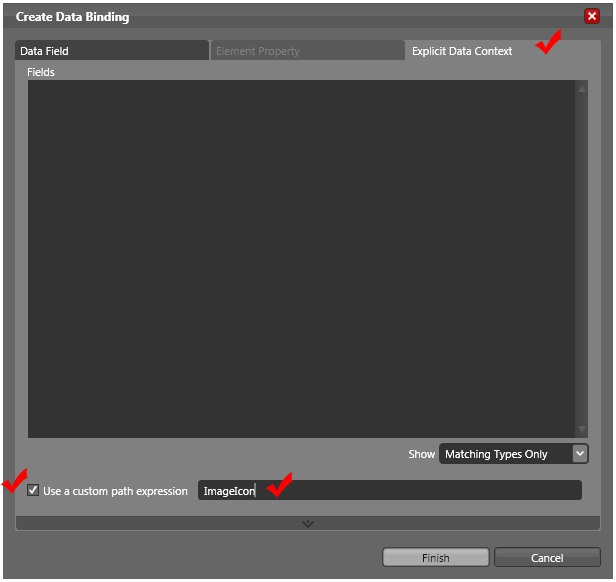 Create Data Binding
Data Field Element Property Explicit Data Context
Fields
Show Matching Types Only
Use a custom path expression ImageIcon
Finish Cancel